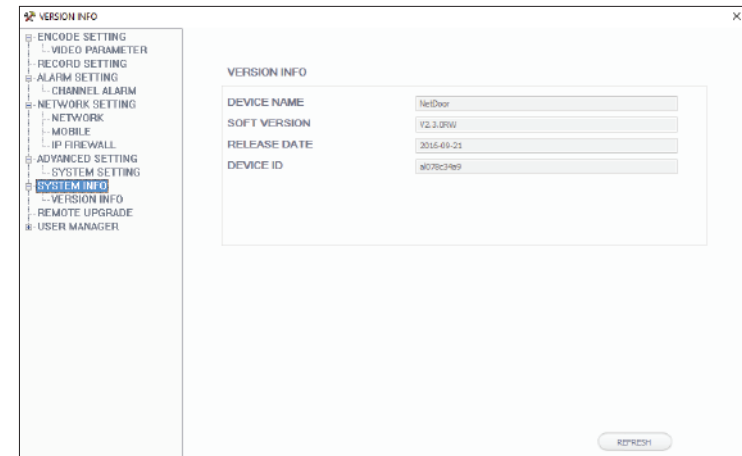 VERSION INFO
ENCODE SETTING
VIDEO PARAMETER
RECORD SETTING
ALARM SETTING
CHANNEL ALARM
NETWORK SETTING
NETWORK
MOBILE
IP FIREWALL
ADVANCED SETTING
SYSTEM SETTING
SYSTEM INFO
VERSION INFO
REMOTE UPGRADE
USER MANAGER
VERSION INFO
DEVICE NAME NetDoor
SOFT VERSION V2.3.0RW
RELEASE DATE 2016-09-21
DEVICE ID
REFRESH